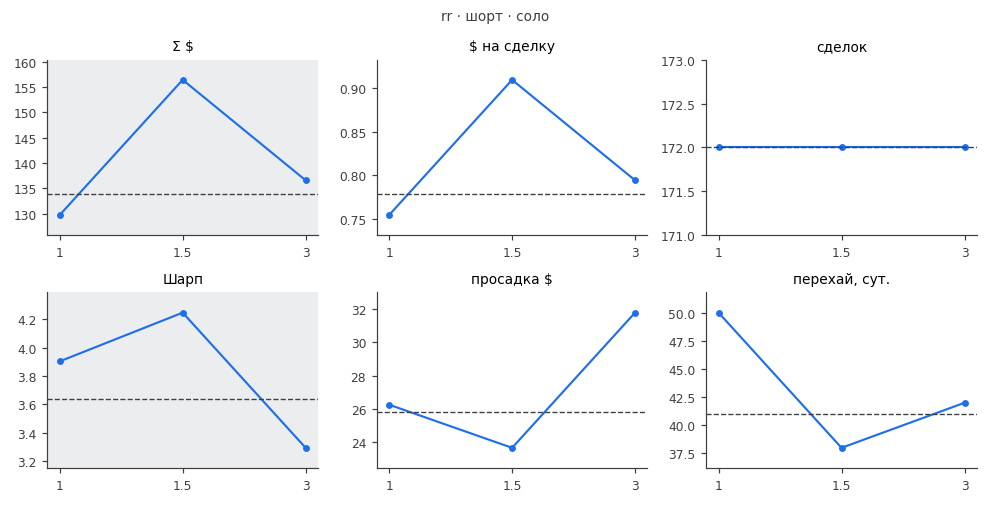 rr · шорт · соло
Σ $
160
155
150
145
140
135
130
1 1.5 3
$ на сделку
0.90
0.85
0.80
0.75
1 1.5 3
сделок
173.0
172.5
172.0
171.5
171.0
1 1.5 3
Шарп
4.2
4.0
3.8
3.6
3.4
3.2
1 1.5 3
просадка $
32
30
28
26
24
1 1.5 3
перехай, сут.
50.0
47.5
45.0
42.5
40.0
37.5
1 1.5 3